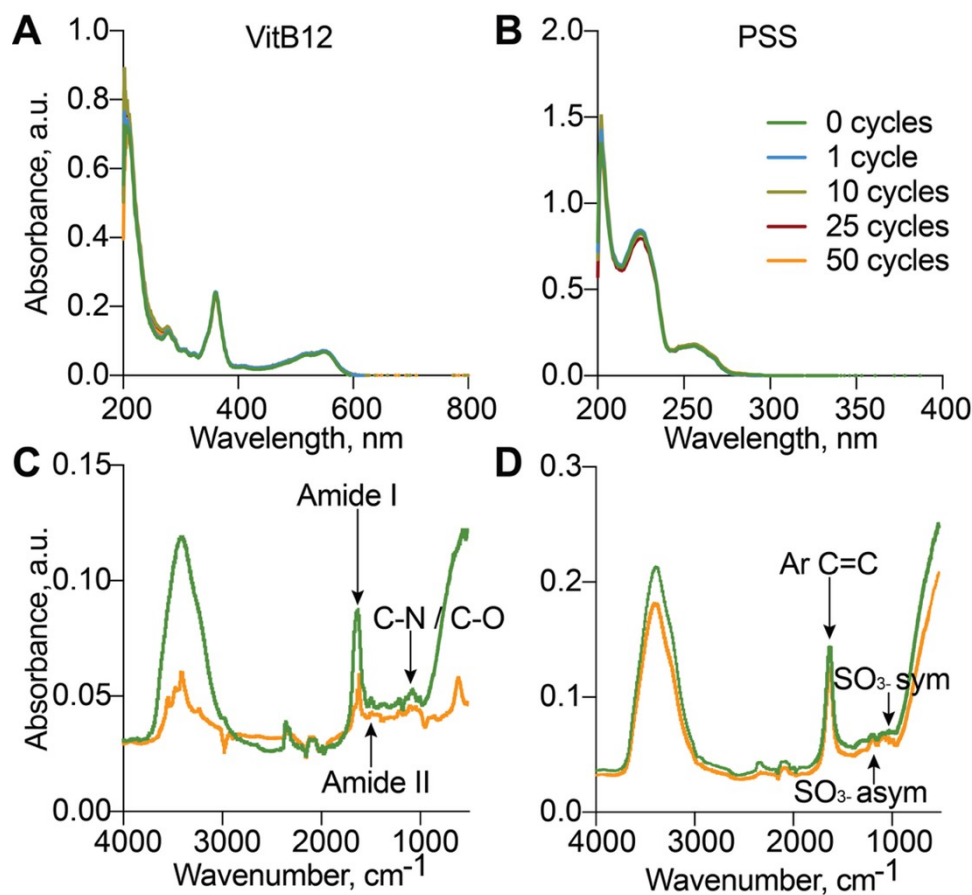 A
VitB12
1.0
0.8
0.6
0.4
0.2
0.0
Absorbance, a.u.
200
400
600
800
Wavelength, nm
B
PSS
2.0
1.5
1.0
0.5
0.0
200
250
300
350
400
Wavelength, nm
0 cycles
1 cycle
10 cycles
25 cycles
50 cycles
C
0.15
0.10
0.05
0.00
Absorbance, a.u.
Amide I
C-N / C-O
Amide II
4000
3000
2000
1000
Wavenumber, cm-1
D
0.3
0.2
0.1
0.0
Ar C=C
SO3- sym
SO3- asym
4000
3000
2000
1000
Wavenumber, cm-1